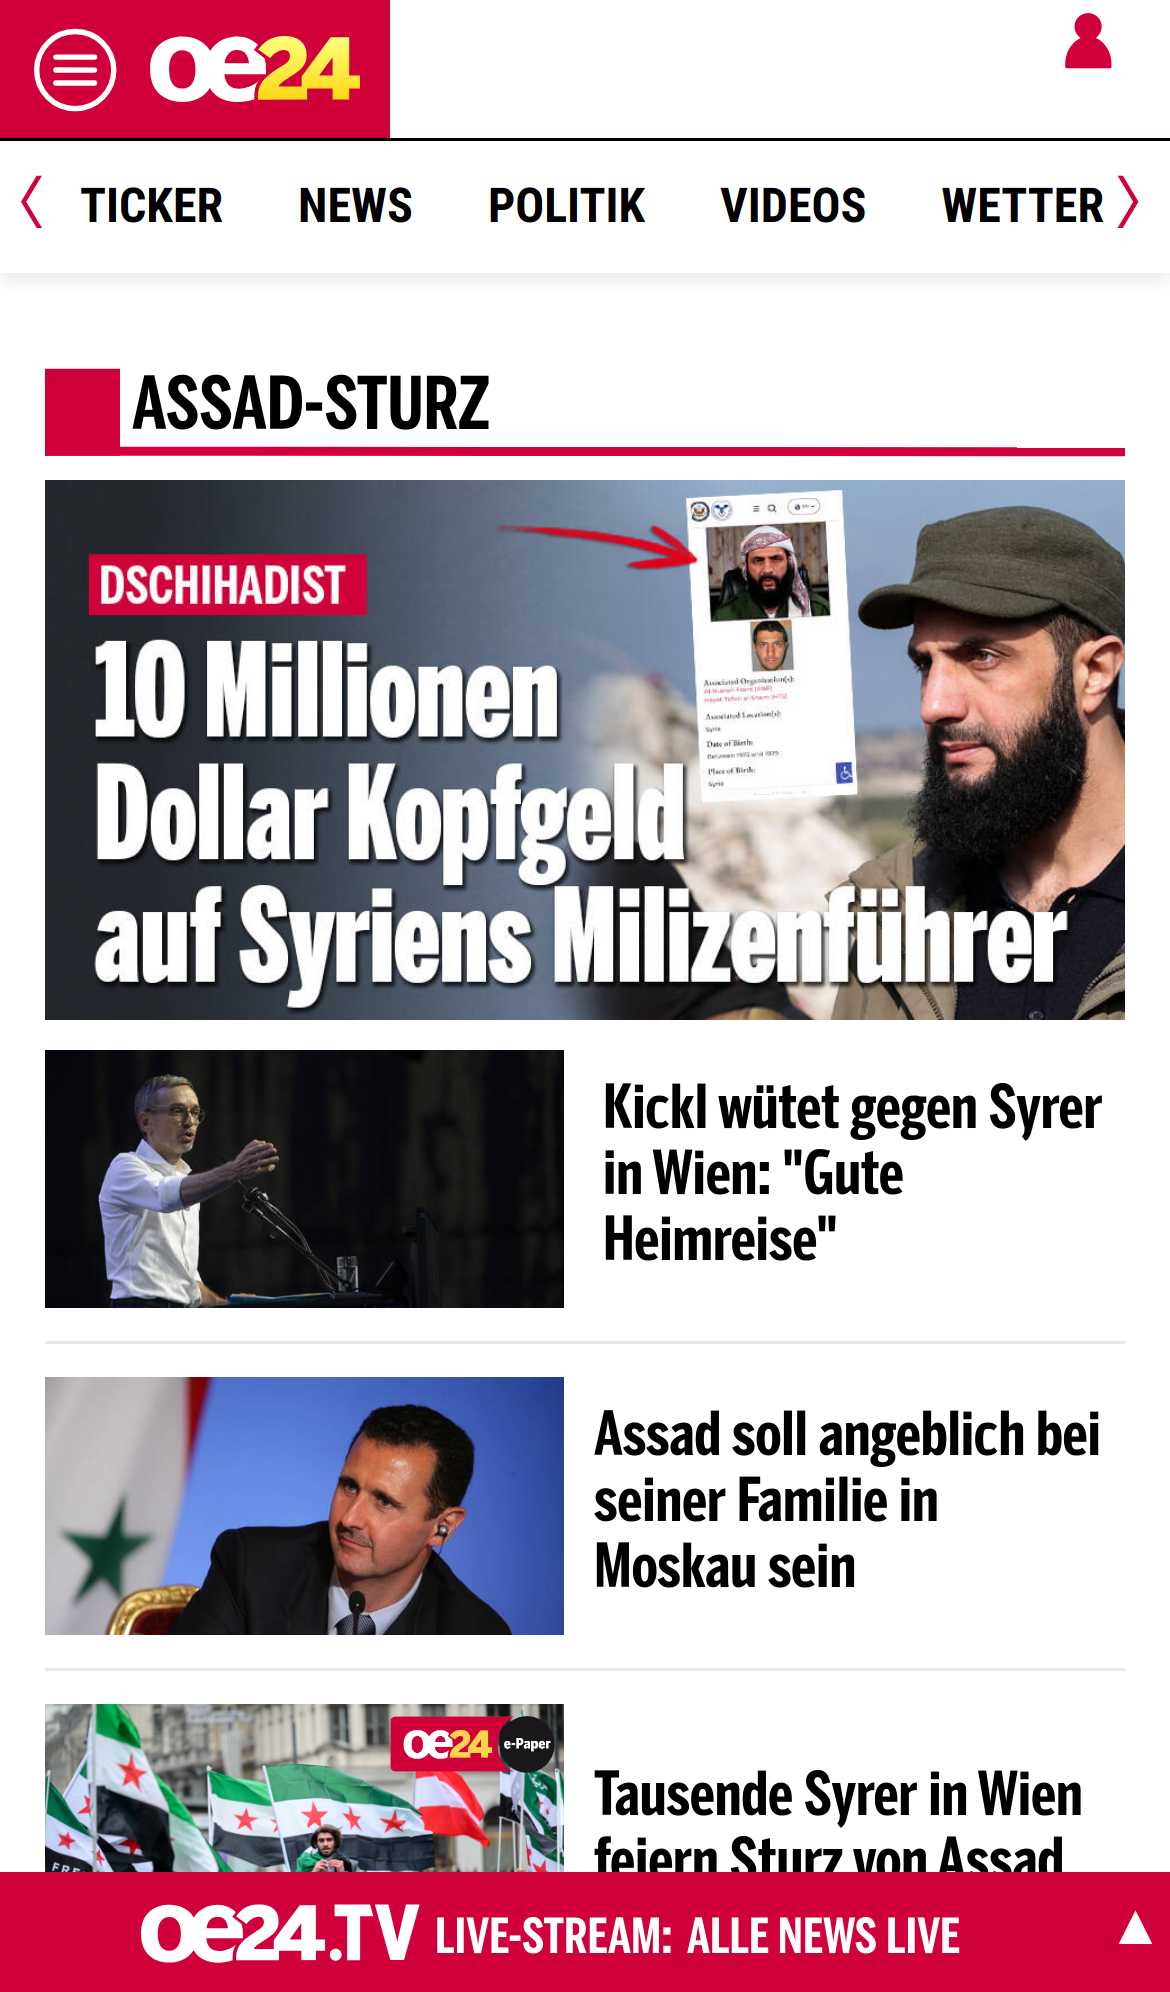 oe24
TICKER NEWS POLITIK VIDEOS WETTER
ASSAD-STURZ
DSCHIHADIST
10 Millionen
Dollar Kopfgeld
auf Syriens Milizenführer
Associated Organization(s):
Associated Location(s):
Syria
Date of Birth:
Place of Birth:
Syria
Kickl wütet gegen Syrer
in Wien: "Gute
Heimreise"
Assad soll angeblich bei
seiner Familie in
Moskau sein
oe24 e-Paper
Tausende Syrer in Wien
feiern Sturz von Assad
FREE
oe24.TV LIVE-STREAM: ALLE NEWS LIVE